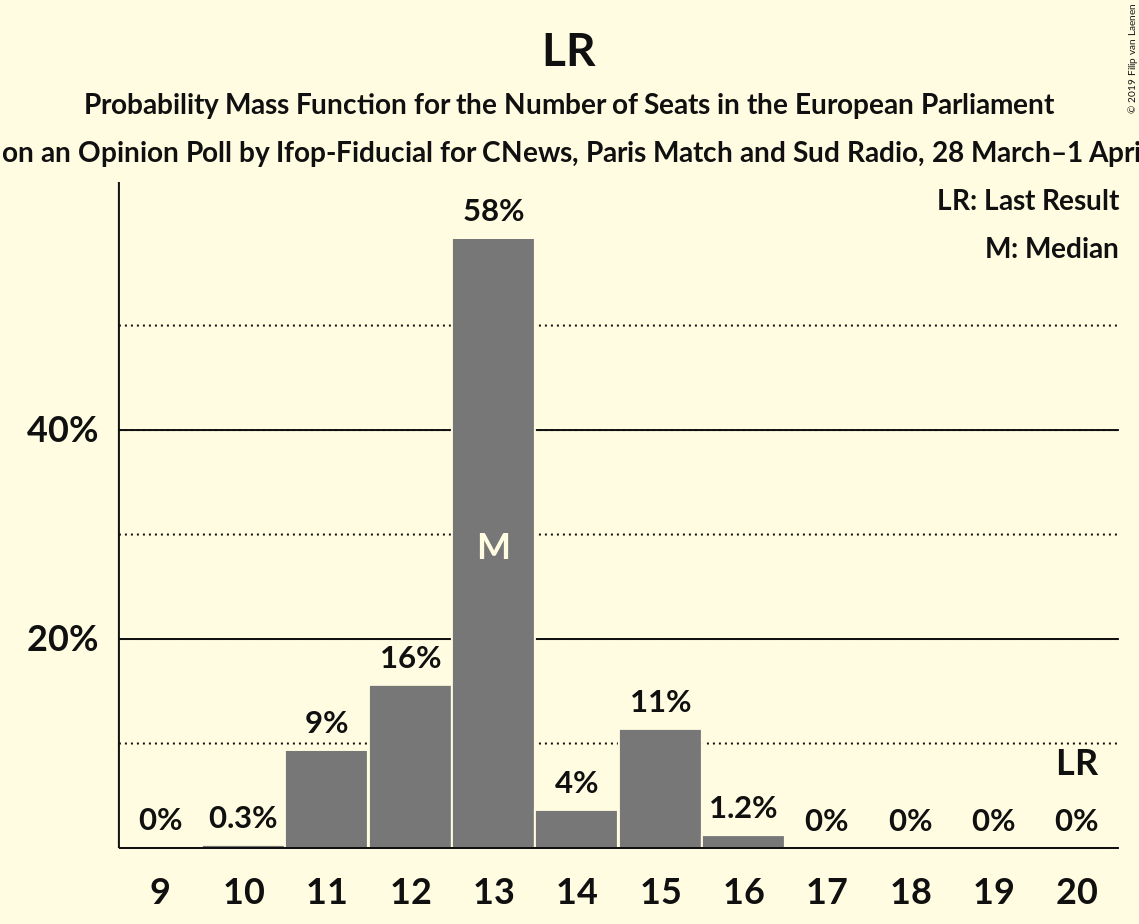 LR
Probability Mass Function for the Number of Seats in the European Parliament
on an Opinion Poll by Ifop-Fiducial for CNews, Paris Match and Sud Radio, 28 March–1 Apri
© 2019 Filip van Laenen
LR: Last Result
M: Median
58%
40%
M
20%
16%
11%
9%
LR
4%
1.2%
0% 0.3% 0% 0% 0% 0%
9 10 11 12 13 14 15 16 17 18 19 20